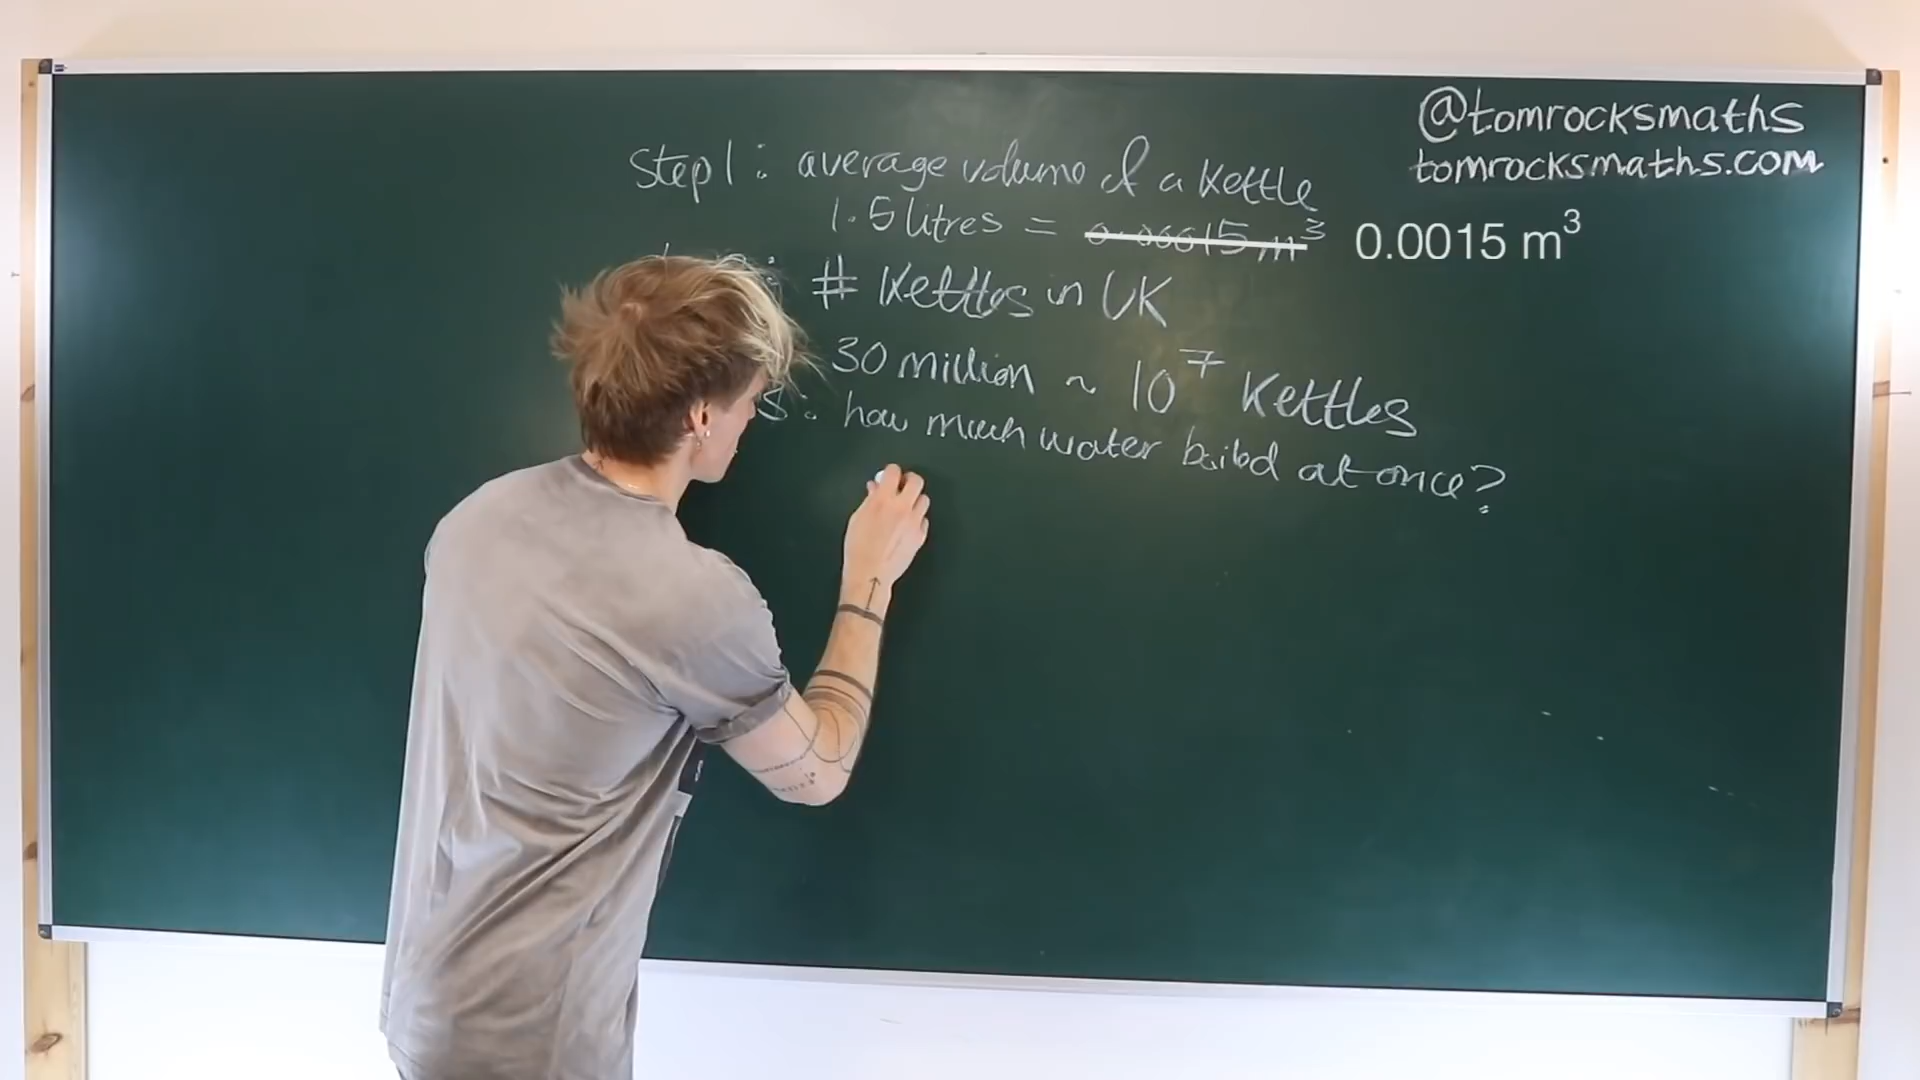 @tomrocksmaths
tomrocksmaths.com
Step 1: average volume of a kettle
1.5 litres = 0.00015 m³ 0.0015 m³
: # kettles in UK
30 million ~ 10⁷ kettles
: how much water boiled at once?